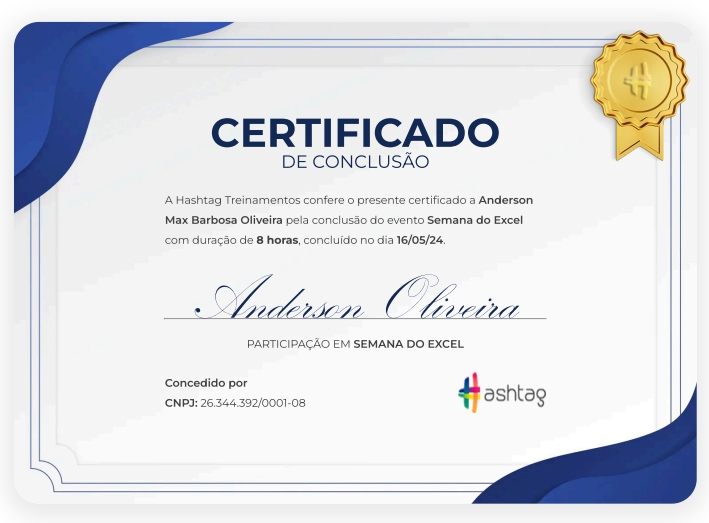 CERTIFICADO
DE CONCLUSÃO
A Hashtag Treinamentos confere o presente certificado a Anderson
Max Barbosa Oliveira pela conclusão do evento Semana do Excel
com duração de 8 horas, concluído no dia 16/05/24.
Anderson Oliveira
PARTICIPAÇÃO EM SEMANA DO EXCEL
Concedido por
CNPJ: 26.344.392/0001-08
ashtag